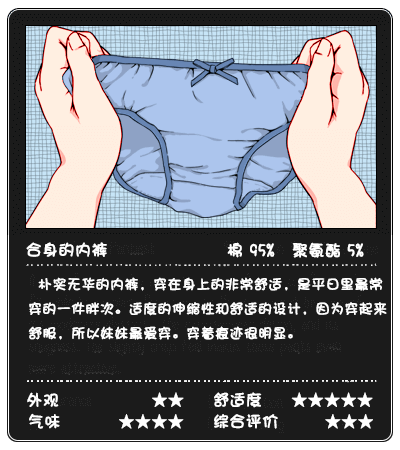 合身的内裤 棉 95% 聚氨酯 5%
朴实无华的内裤，穿在身上的非常舒适，是平日里最常
穿的一件胖次。适度的伸缩性和舒适的设计，因为穿起来
舒服，所以妹妹最爱穿。穿着痕迹很明显。
外观 ★★ 舒适度 ★★★★★
气味 ★★★★ 综合评价 ★★★